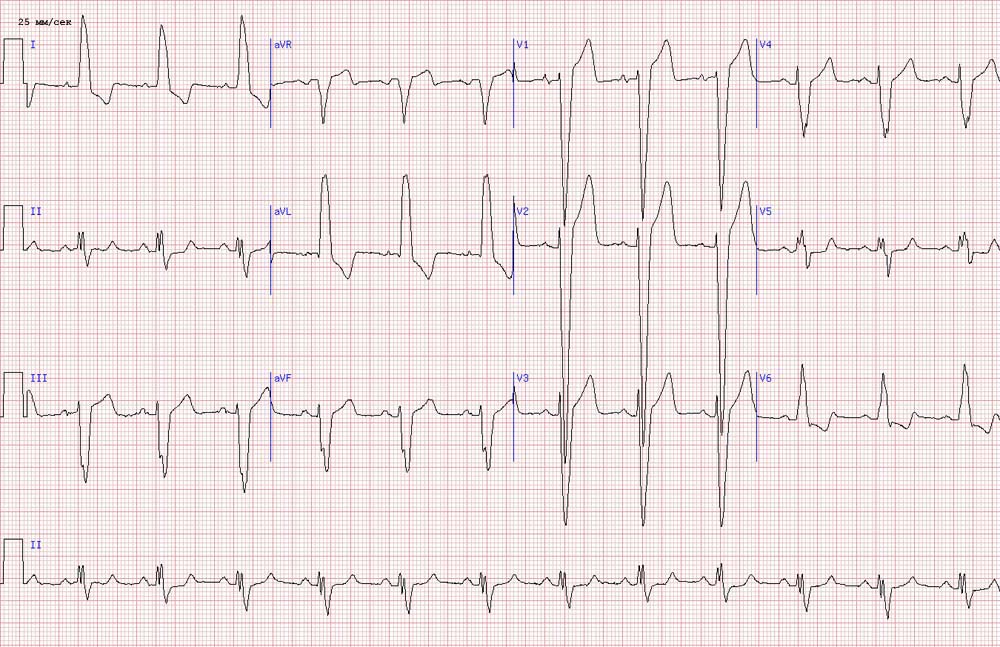 25 мм/сек
I aVR V1 V4
II aVL V2 V5
III aVF V3 V6
II